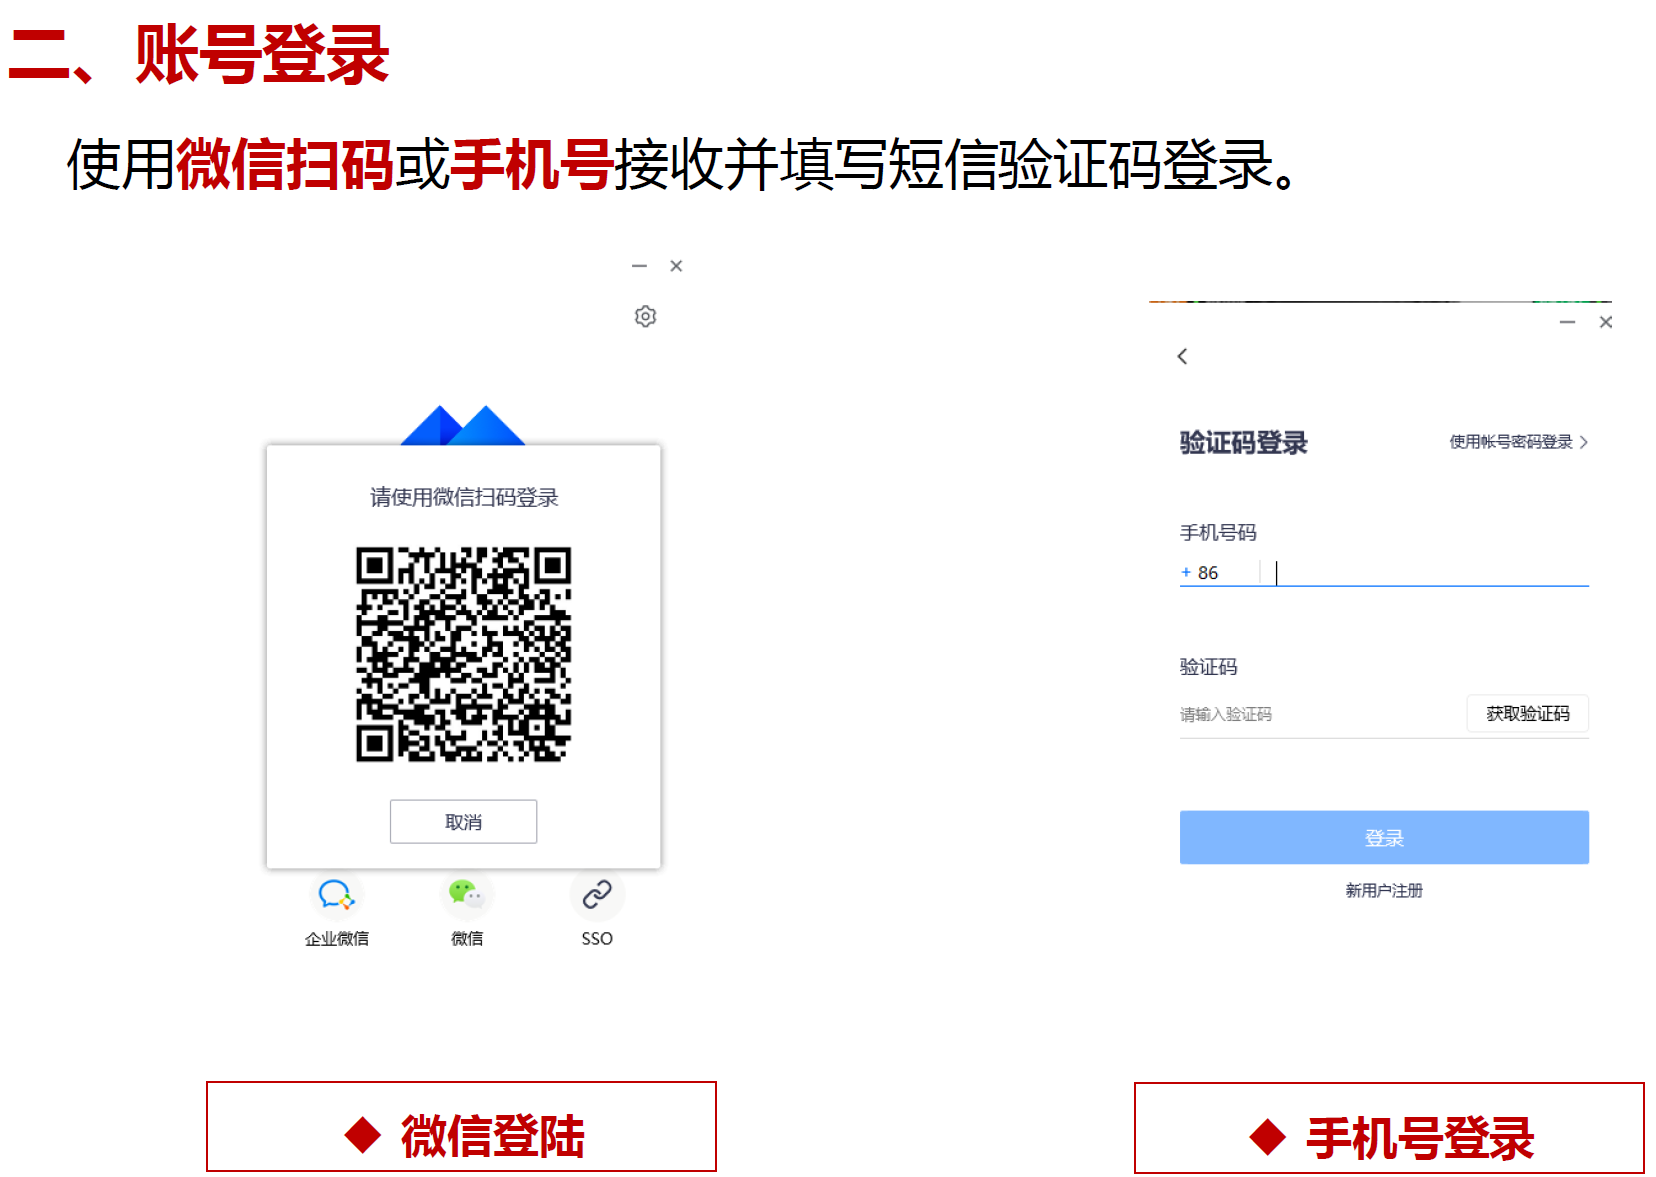 二、账号登录
使用微信扫码或手机号接收并填写短信验证码登录。
请使用微信扫码登录
取消
企业微信
微信
SSO
验证码登录
使用帐号密码登录
手机号码
+ 86
验证码
请输入验证码
获取验证码
登录
新用户注册
微信登陆
手机号登录